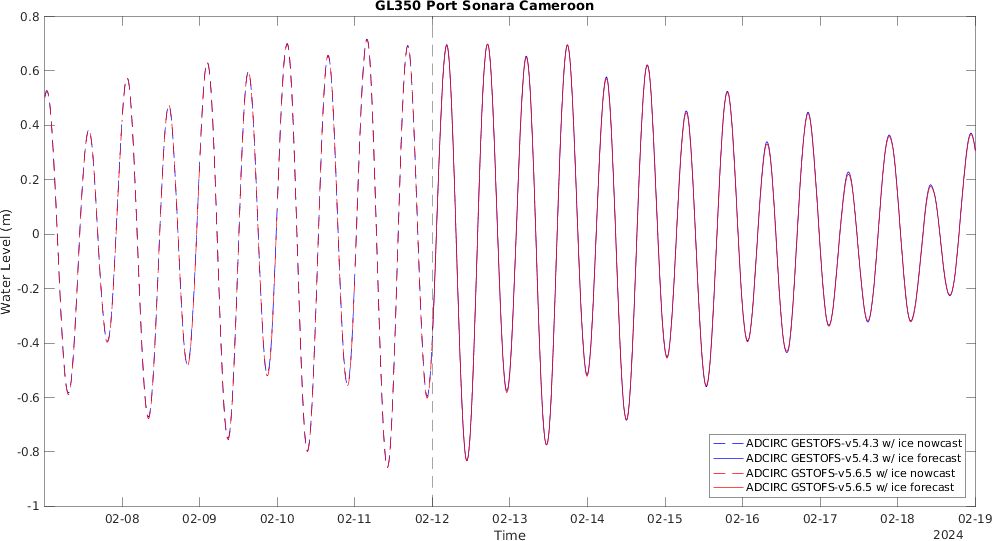 GL350 Port Sonara Cameroon
0.8
0.6
0.4
0.2
0
-0.2
-0.4
-0.6
-0.8
-1
Water Level (m)
ADCIRC GESTOFS-v5.4.3 w/ ice nowcast
ADCIRC GESTOFS-v5.4.3 w/ ice forecast
ADCIRC GSTOFS-v5.6.5 w/ ice nowcast
ADCIRC GSTOFS-v5.6.5 w/ ice forecast
02-08 02-09 02-10 02-11 02-12 02-13 02-14 02-15 02-16 02-17 02-18 02-19
Time
2024